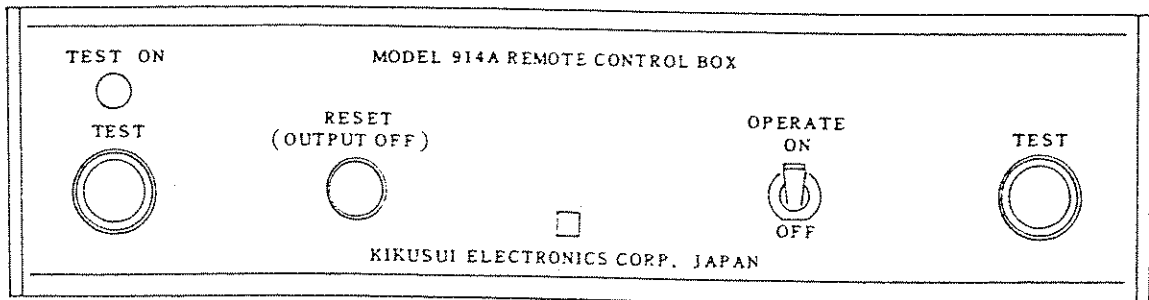 TEST ON
MODEL 914A REMOTE CONTROL BOX
TEST
RESET
(OUTPUT OFF)
OPERATE
ON
OFF
TEST
KIKUSUI ELECTRONICS CORP. JAPAN